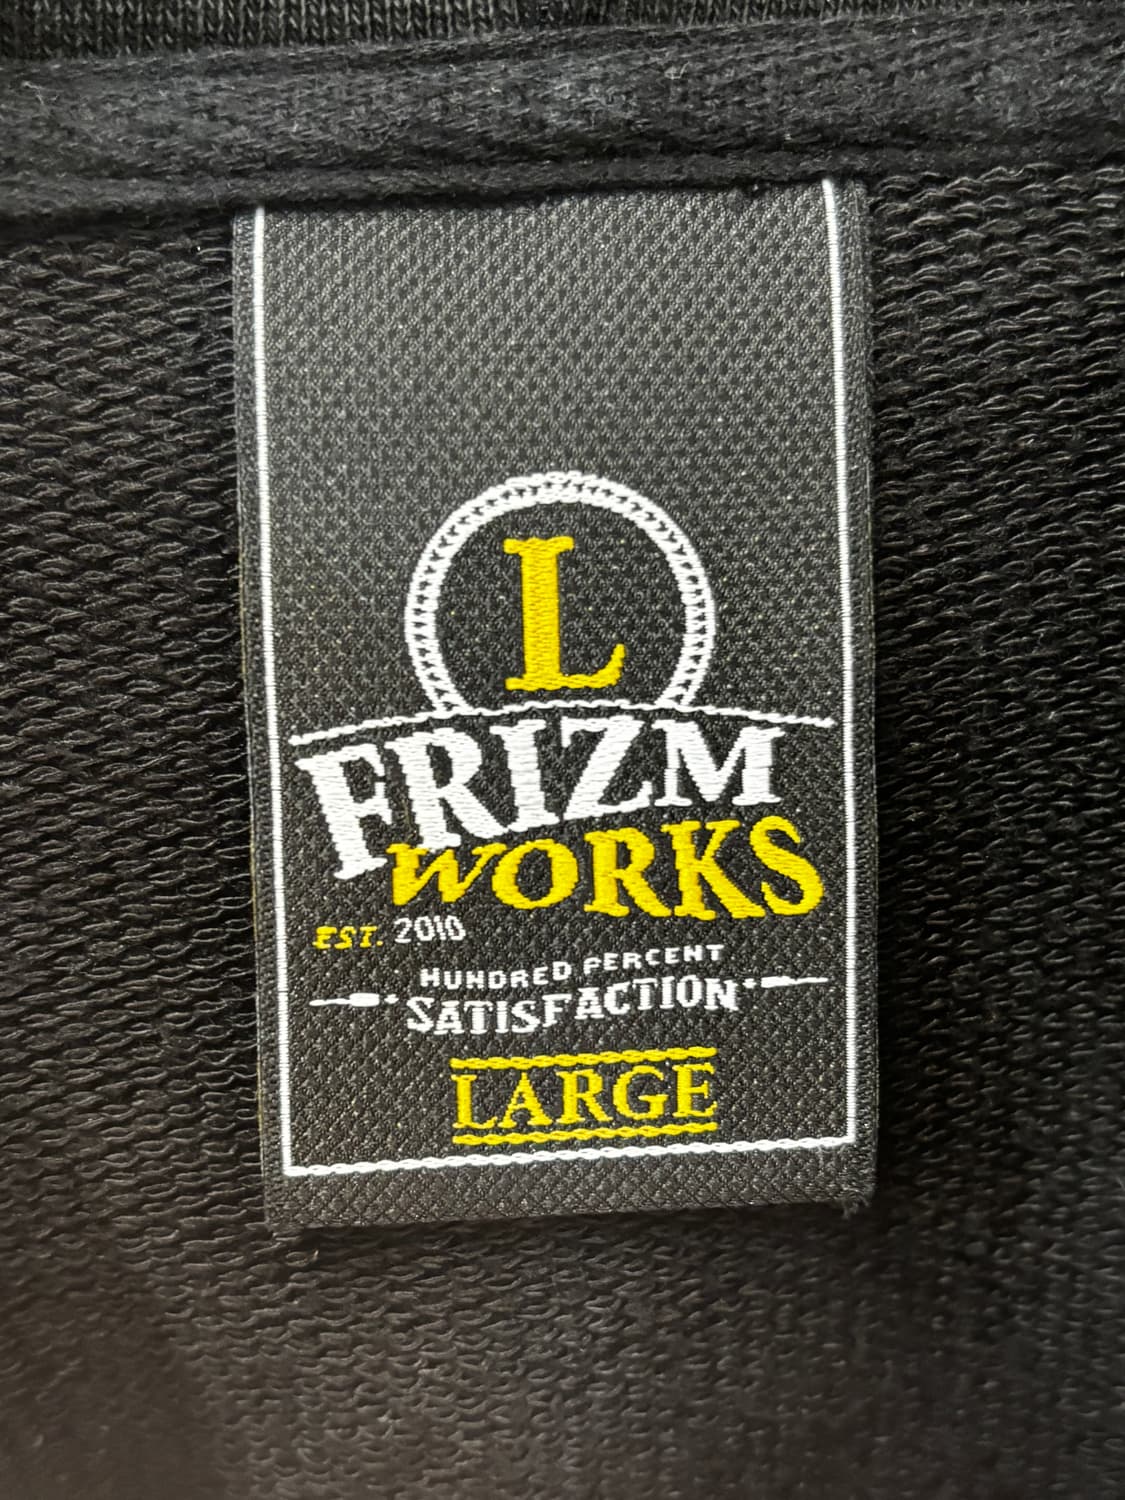 L
FRIZM
WORKS
EST. 2010
HUNDRED PERCENT
SATISFACTION
LARGE